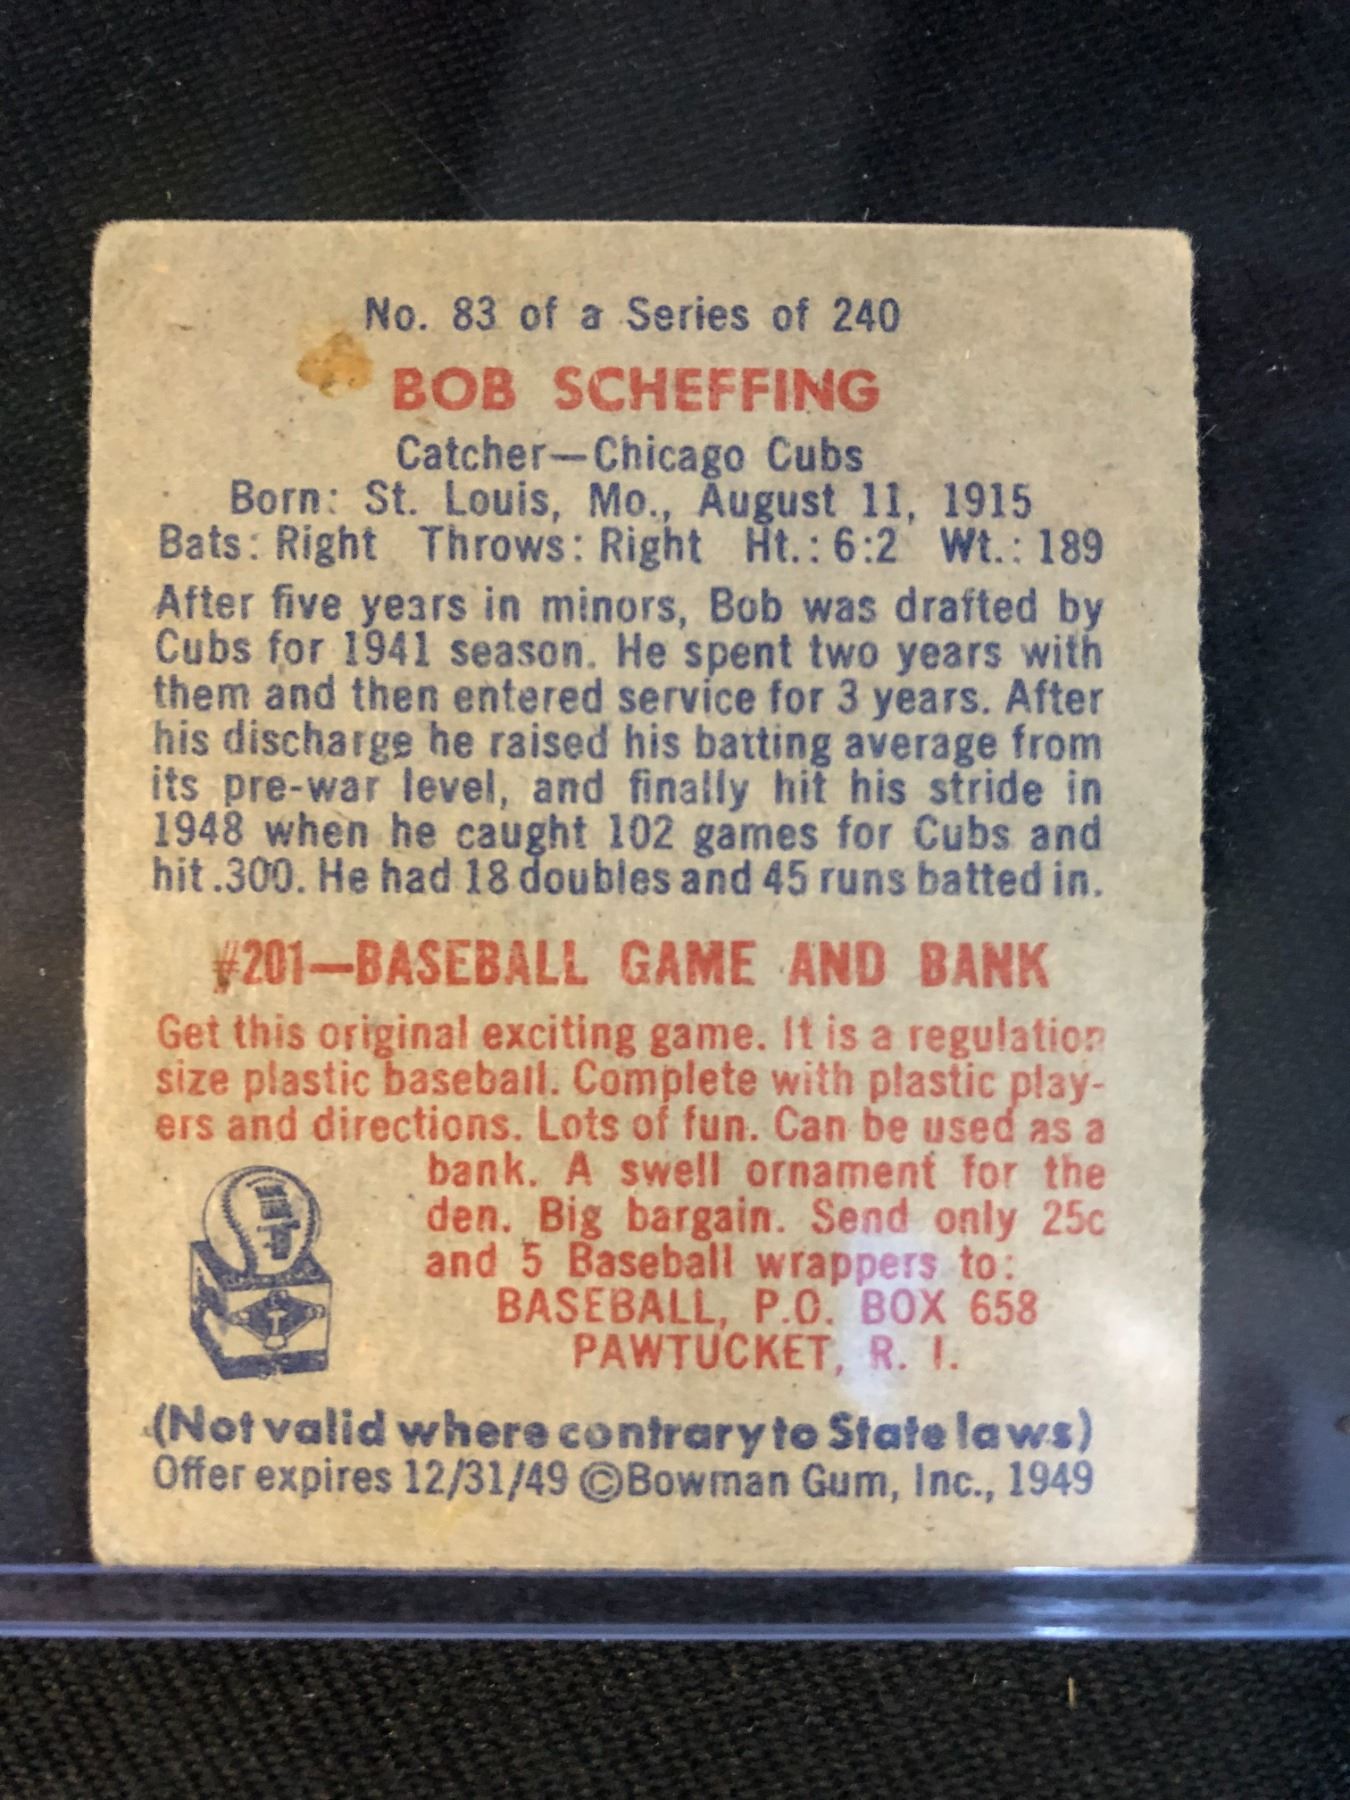 No. 83 of a Series of 240
BOB SCHEFFING
Catcher—Chicago Cubs
Born: St. Louis, Mo., August 11, 1915
Bats: Right Throws: Right Ht.: 6:2 Wt.: 189
After five years in minors, Bob was drafted by
Cubs for 1941 season. He spent two years with
them and then entered service for 3 years. After
his discharge he raised his batting average from
its pre-war level, and finally hit his stride in
1948 when he caught 102 games for Cubs and
hit .300. He had 18 doubles and 45 runs batted in.
#201—BASEBALL GAME AND BANK
Get this original exciting game. It is a regulation
size plastic baseball. Complete with plastic play-
ers and directions. Lots of fun. Can be used as a
bank. A swell ornament for the
den. Big bargain. Send only 25c
and 5 Baseball wrappers to:
BASEBALL, P.O. BOX 658
PAWTUCKET, R. I.
(Not valid where contrary to State laws)
Offer expires 12/31/49 ©Bowman Gum, Inc., 1949